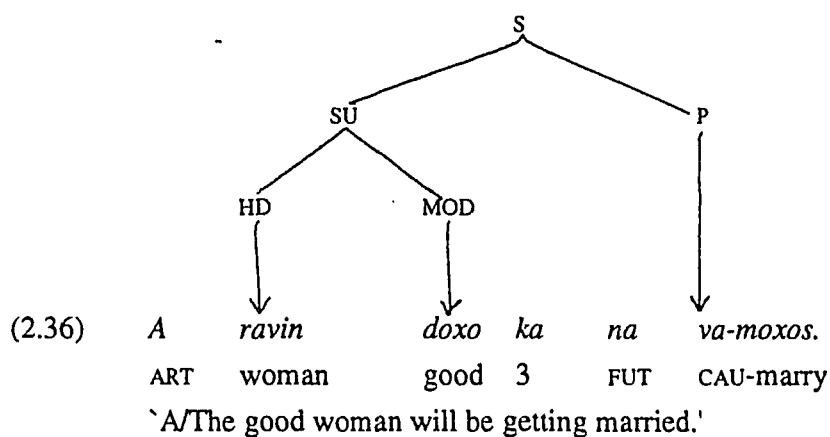 S
SU P
HD MOD
(2.36) A ravin doxo ka na va-moxos.
ART woman good 3 FUT CAU-marry
`A/The good woman will be getting married.'